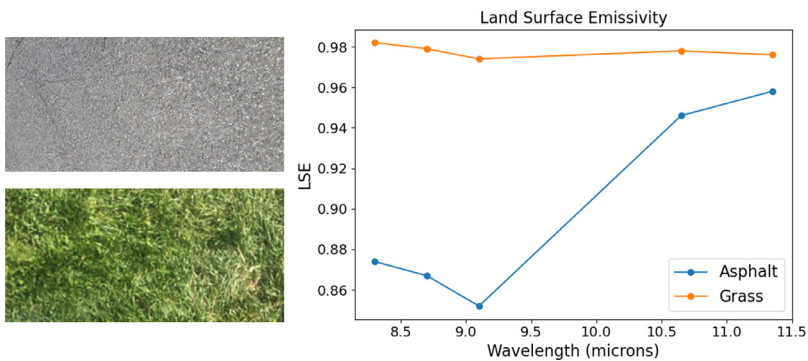 Land Surface Emissivity
LSE
0.98
0.96
0.94
0.92
0.90
0.88
0.86
Asphalt
Grass
8.5 9.0 9.5 10.0 10.5 11.0 11.5
Wavelength (microns)